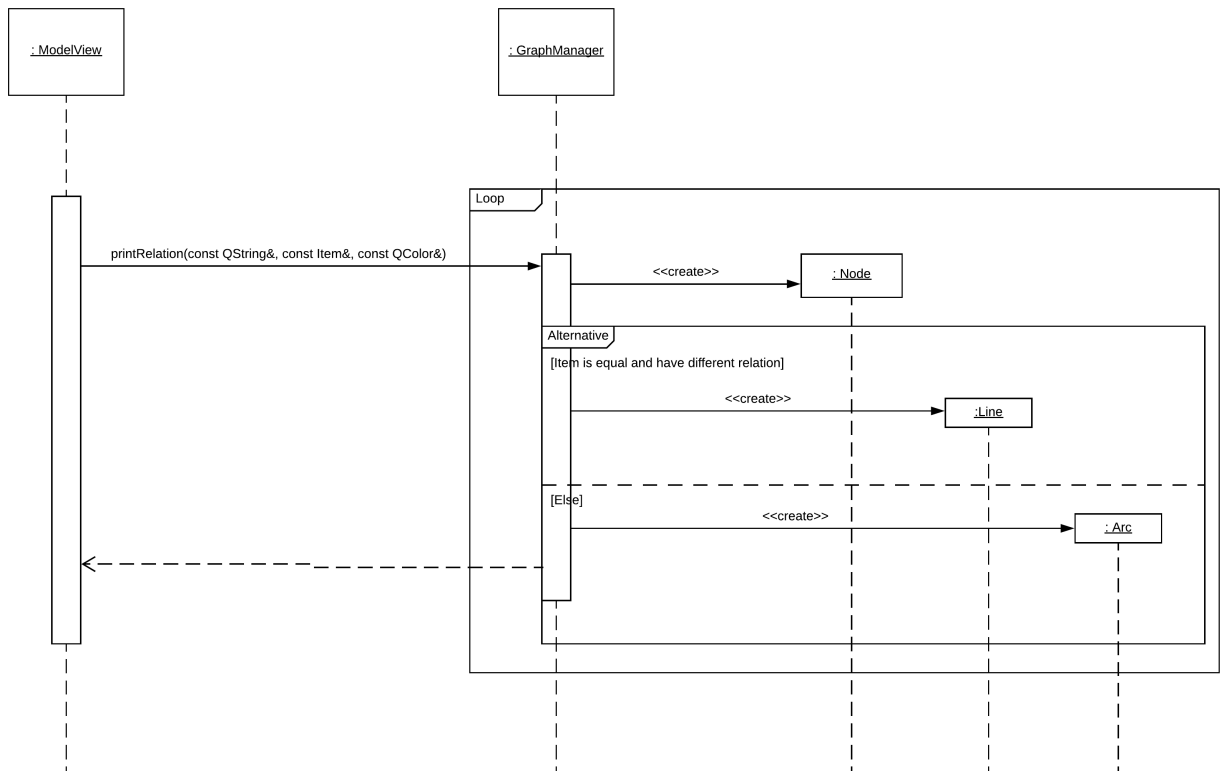 : ModelView
: GraphManager
Loop
printRelation(const QString&, const Item&, const QColor&)
<<create>>
: Node
Alternative
[Item is equal and have different relation]
<<create>>
:Line
[Else]
<<create>>
: Arc